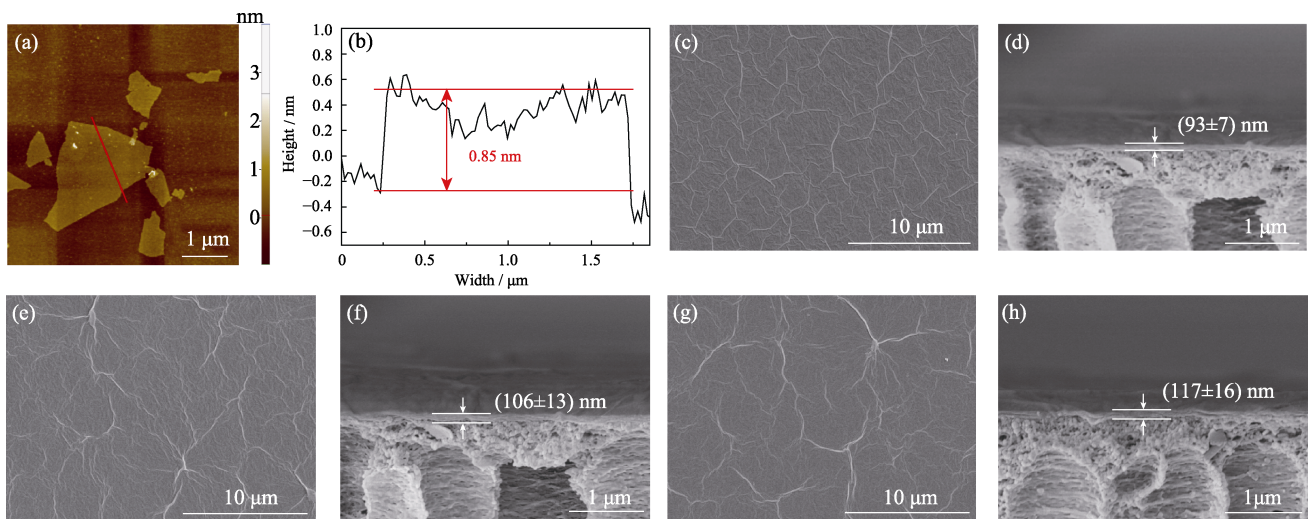 (a)
nm
3
2
1
0
1 μm
(b)
1.0
0.8
0.6
0.4
0.2
0.0
−0.2
−0.4
−0.6
Height / nm
0.85 nm
0
0.5
1.0
1.5
Width / μm
(c)
10 μm
(d)
(93±7) nm
1 μm
(e)
10 μm
(f)
(106±13) nm
1 μm
(g)
10 μm
(h)
(117±16) nm
1μm